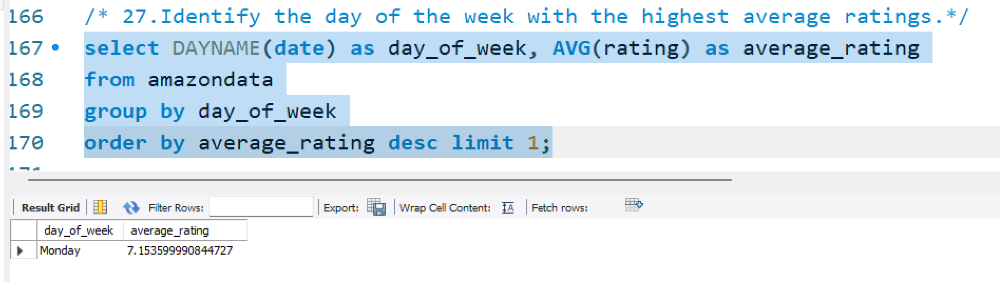 166 /* 27.Identify the day of the week with the highest average ratings.*/
167 select DAYNAME(date) as day_of_week, AVG(rating) as average_rating
168 from amazondata
169 group by day_of_week
170 order by average_rating desc limit 1;
171
Result Grid Filter Rows: Export: Wrap Cell Content: IA Fetch rows:
day_of_week average_rating
Monday 7.153599990844727